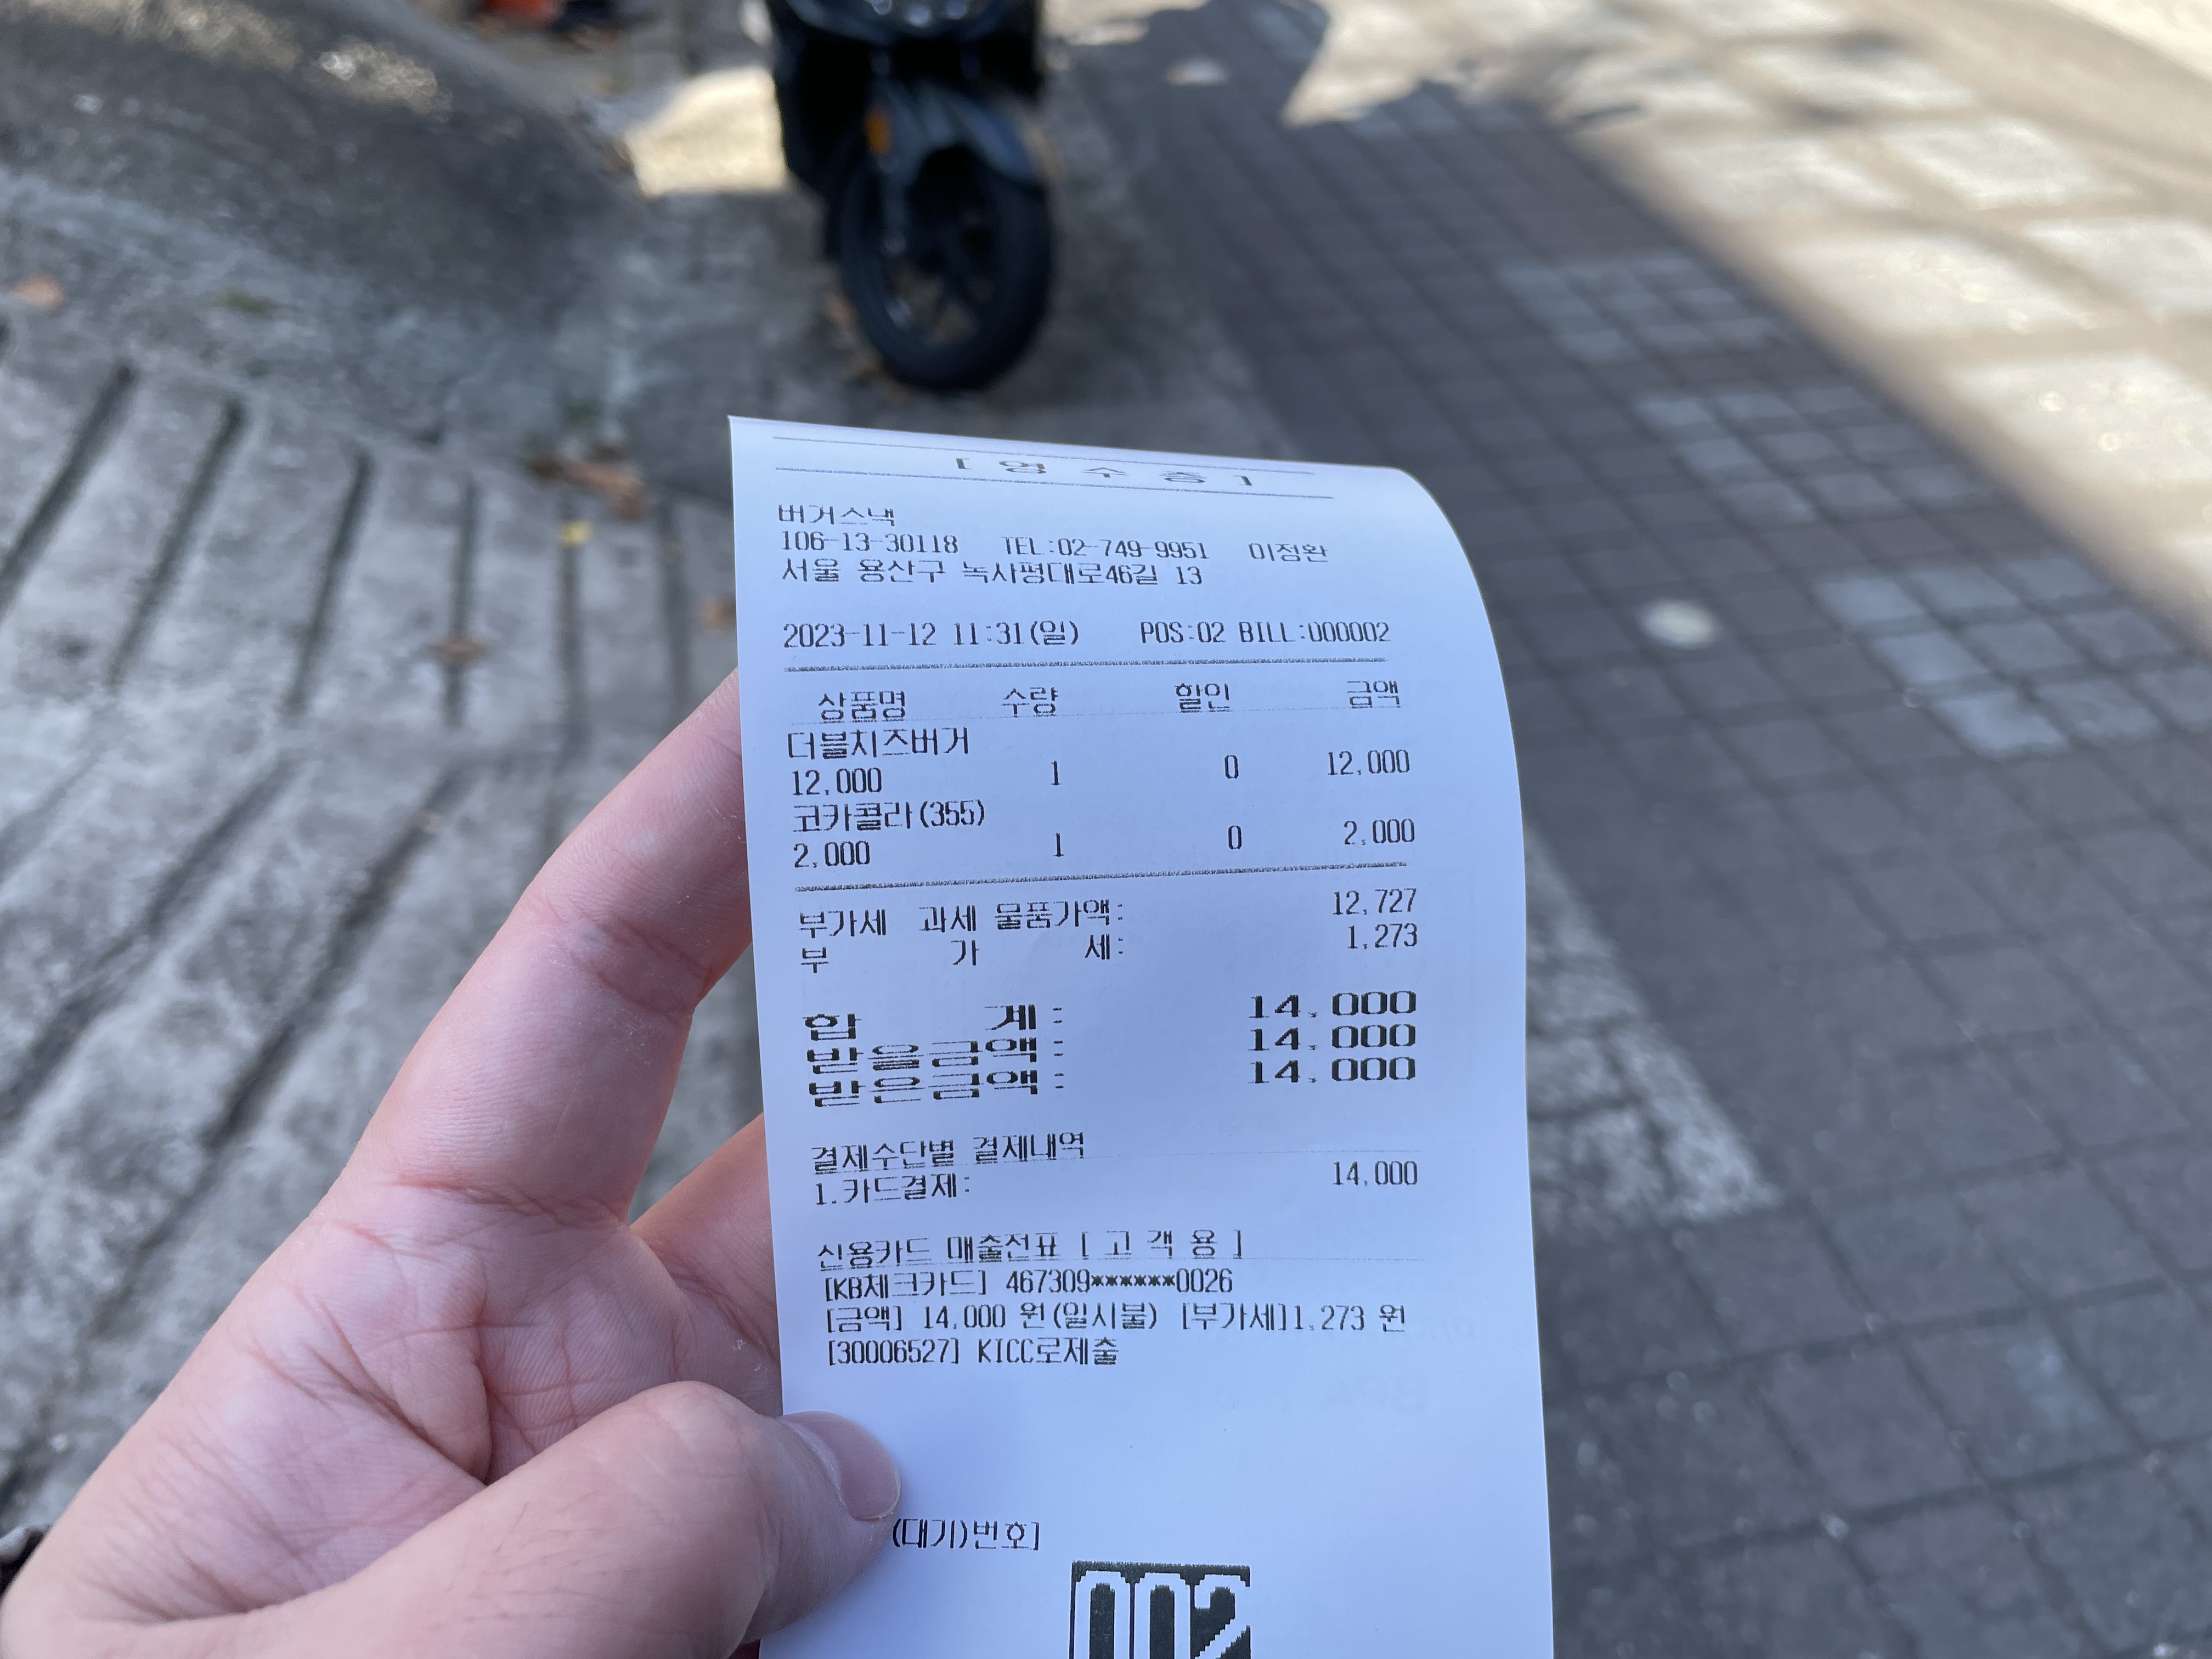 [ 영 수 증 ]
버거스낵
106-13-30118 TEL:02-749-9951 이정환
서울 용산구 녹사평대로46길 13
2023-11-12 11:31(일) POS:02 BILL:000002
상품명 수량 할인 금액
더블치즈버거
12,000 1 0 12,000
코카콜라(355)
2,000 1 0 2,000
부가세 과세 물품가액: 12,727
부 가 세: 1,273
합 계: 14,000
받을금액: 14,000
받은금액: 14,000
결제수단별 결제내역
1.카드결제: 14,000
신용카드 매출전표 [ 고 객 용 ]
[KB체크카드] 467309******0026
[금액] 14,000 원(일시불) [부가세]1,273 원
[30006527] KICC로제출
(대기)번호]
002